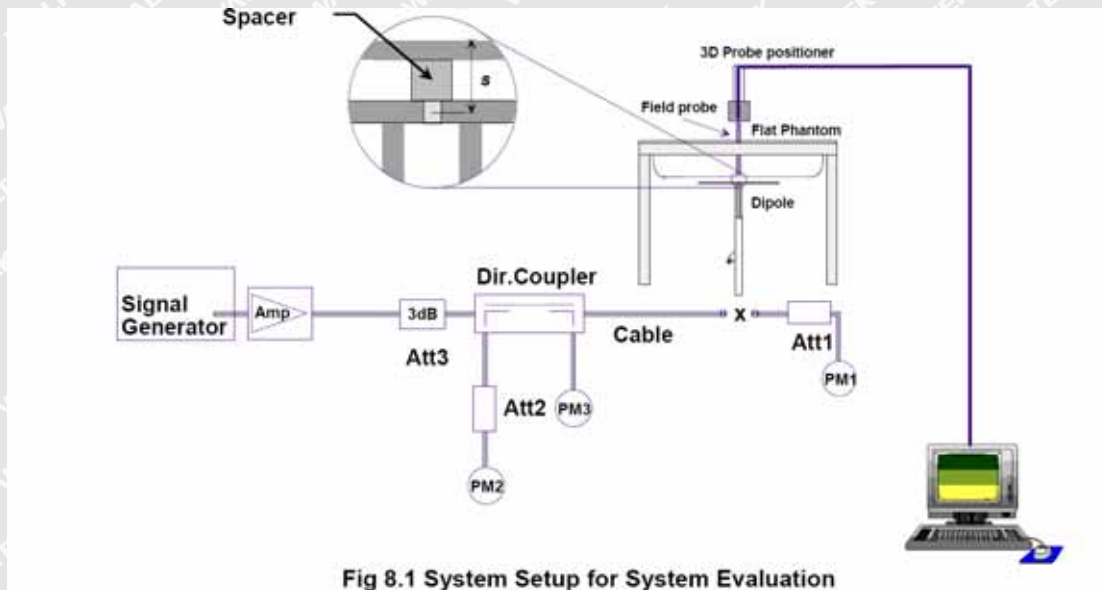 Spacer
s
3D Probe positioner
Field probe
Flat Phantom
Dipole
Signal
Generator
Amp
3dB
Att3
Dir.Coupler
Cable
X
Att1
PM1
Att2
PM3
PM2
Fig 8.1 System Setup for System Evaluation